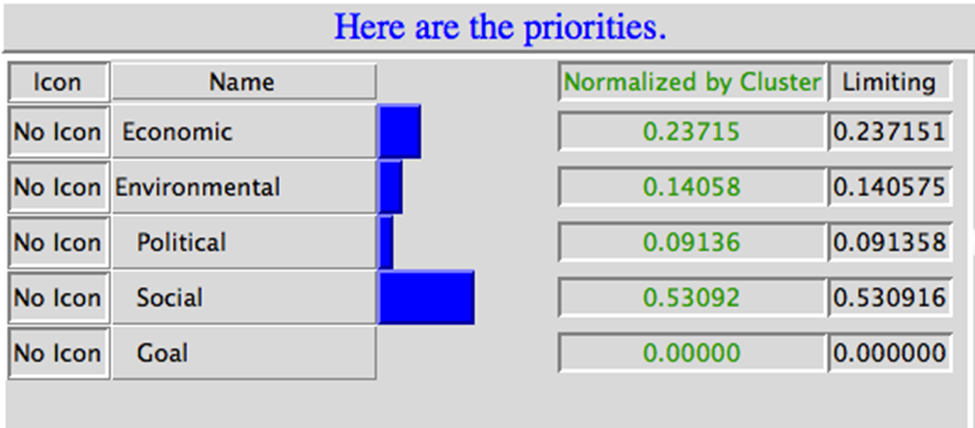 Here are the priorities.
Icon Name Normalized by Cluster Limiting
No Icon Economic 0.23715 0.237151
No Icon Environmental 0.14058 0.140575
No Icon Political 0.09136 0.091358
No Icon Social 0.53092 0.530916
No Icon Goal 0.00000 0.000000